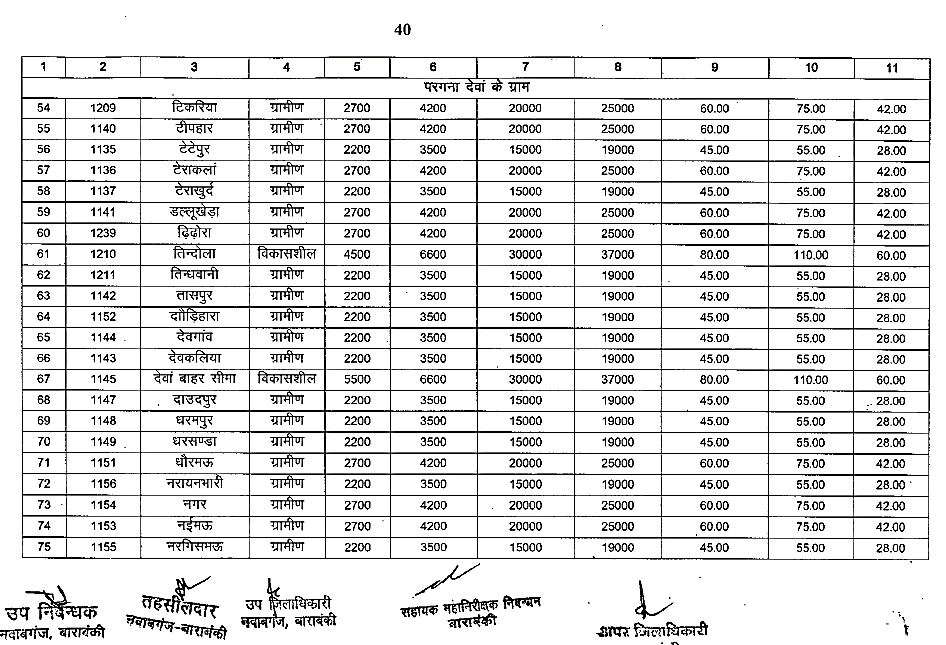 40
1 2 3 4 5 6 7 8 9 10 11
परगना देवां के ग्राम
54 1209 टिकरिया ग्रामीण 2700 4200 20000 25000 60.00 75.00 42.00
55 1140 टीपहार ग्रामीण 2700 4200 20000 25000 60.00 75.00 42.00
56 1135 टेटेपुर ग्रामीण 2200 3500 15000 19000 45.00 55.00 28.00
57 1136 टेराकलां ग्रामीण 2700 4200 20000 25000 60.00 75.00 42.00
58 1137 टेराखुर्द ग्रामीण 2200 3500 15000 19000 45.00 55.00 28.00
59 1141 डल्लूखेड़ा ग्रामीण 2700 4200 20000 25000 60.00 75.00 42.00
60 1239 ढ़िढ़ोरा ग्रामीण 2700 4200 20000 25000 60.00 75.00 42.00
61 1210 तिन्दोला विकासशील 4500 6600 30000 37000 80.00 110.00 60.00
62 1211 तिन्धवानी ग्रामीण 2200 3500 15000 19000 45.00 55.00 28.00
63 1142 तासपुर ग्रामीण 2200 3500 15000 19000 45.00 55.00 28.00
64 1152 ग्रामीण 2200 3500 15000 19000 45.00 55.00 28.00
65 1144 देवगांव ग्रामीण 2200 3500 15000 19000 45.00 55.00 28.00
66 1143 देवकलिया ग्रामीण 2200 3500 15000 19000 45.00 55.00 28.00
67 1145 देवां बाहर सीमा विकासशील 5500 6600 30000 37000 80.00 110.00 60.00
68 1147 दाउदपुर ग्रामीण 2200 3500 15000 19000 45.00 55.00 28.00
69 1148 धरमपुर ग्रामीण 2200 3500 15000 19000 45.00 55.00 28.00
70 1149 धरसण्डा ग्रामीण 2200 3500 15000 19000 45.00 55.00 28.00
71 1151 धौरमऊ ग्रामीण 2700 4200 20000 25000 60.00 75.00 42.00
72 1156 नरायनभारी ग्रामीण 2200 3500 15000 19000 45.00 55.00 28.00
73 1154 नगर ग्रामीण 2700 4200 20000 25000 60.00 75.00 42.00
74 1153 नईमऊ ग्रामीण 2700 4200 20000 25000 60.00 75.00 42.00
75 1155 नरगिसमऊ ग्रामीण 2200 3500 15000 19000 45.00 55.00 28.00
उप निबन्धक तहसीलदार उप जिलाधिकारी सहायक महानिरीक्षक निबन्धन अपर जिलाधिकारी
नवाबगंज, बाराबंकी नवाबगंज-बाराबंकी नवाबगंज, बाराबंकी बाराबंकी